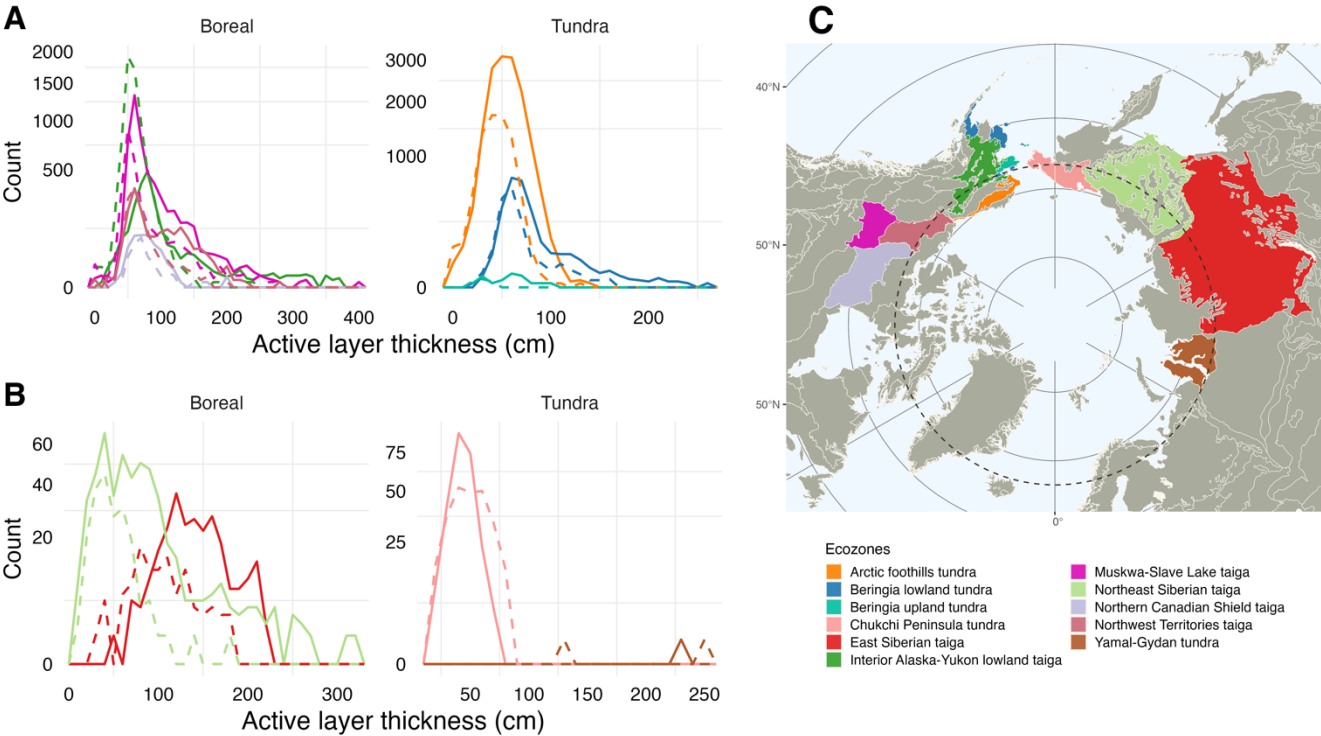 A
Boreal
Tundra
2000
1500
1000
500
0
Count
3000
2000
1000
0
0
100
200
300
400
0
100
200
Active layer thickness (cm)
B
Boreal
Tundra
60
40
20
0
Count
75
50
25
0
0
100
200
300
50
100
150
200
250
Active layer thickness (cm)
C
40°N
50°N
50°N
0°
Ecozones
Arctic foothills tundra
Beringia lowland tundra
Beringia upland tundra
Chukchi Peninsula tundra
East Siberian taiga
Interior Alaska-Yukon lowland taiga
Muskwa-Slave Lake taiga
Northeast Siberian taiga
Northern Canadian Shield taiga
Northwest Territories taiga
Yamal-Gydan tundra